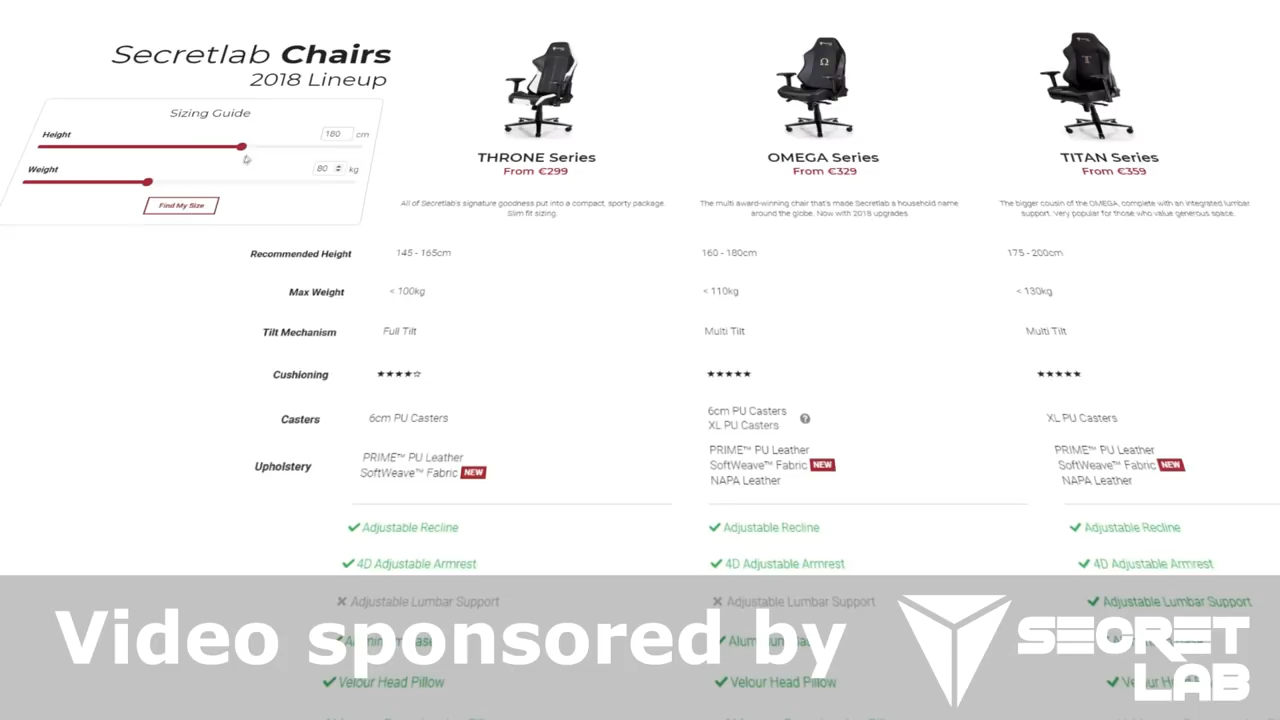 Secretlab Chairs
2018 Lineup
Sizing Guide
Height
180 cm
Weight
80 kg
Find My Size
THRONE Series
From €299
All of Secretlab's signature goodness put into a compact, sporty package.
Slim fit sizing.
OMEGA Series
From €329
The multi award-winning chair that's made Secretlab a household name
around the globe. Now with 2018 upgrades.
TITAN Series
From €359
The bigger cousin of the OMEGA, complete with an integrated lumbar
support. Very popular for those who value generous space.
Recommended Height 145 - 165cm 160 - 180cm 175 - 200cm
Max Weight < 100kg < 110kg < 130kg
Tilt Mechanism Full Tilt Multi Tilt Multi Tilt
Cushioning ★★★★☆ ★★★★★ ★★★★★
Casters 6cm PU Casters
6cm PU Casters
XL PU Casters ?
XL PU Casters
Upholstery
PRIME™ PU Leather
SoftWeave™ Fabric NEW
PRIME™ PU Leather
SoftWeave™ Fabric NEW
NAPA Leather
PRIME™ PU Leather
SoftWeave™ Fabric NEW
NAPA Leather
Adjustable Recline Adjustable Recline Adjustable Recline
4D Adjustable Armrest 4D Adjustable Armrest 4D Adjustable Armrest
Adjustable Lumbar Support Adjustable Lumbar Support Adjustable Lumbar Support
Velour Head Pillow Velour Head Pillow
Video sponsored by
SECRET
LAB